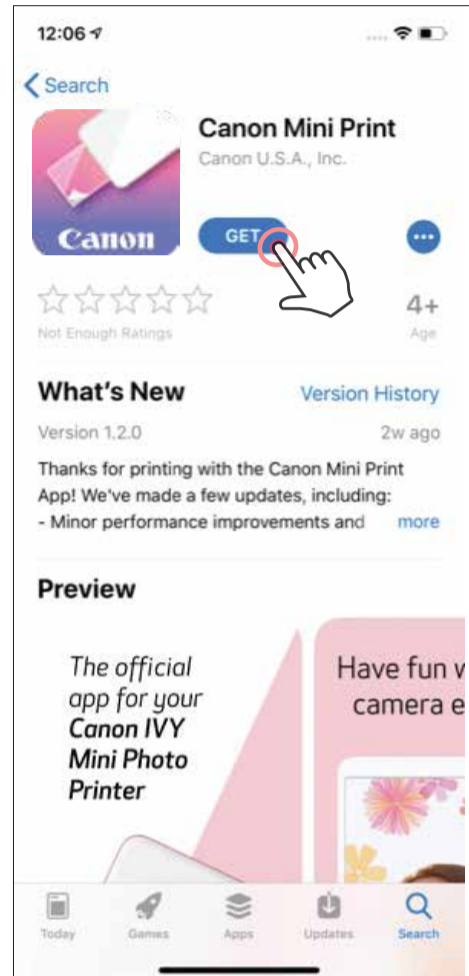 12:06
Search
Canon Mini Print
Canon U.S.A., Inc.
Canon
GET
Not Enough Ratings
4+
Age
What's New
Version History
Version 1.2.0
2w ago
Thanks for printing with the Canon Mini Print
App! We've made a few updates, including:
- Minor performance improvements and more
Preview
The official
app for your
Canon IVY
Mini Photo
Printer
Have fun w
camera e
Today
Games
Apps
Updates
Search